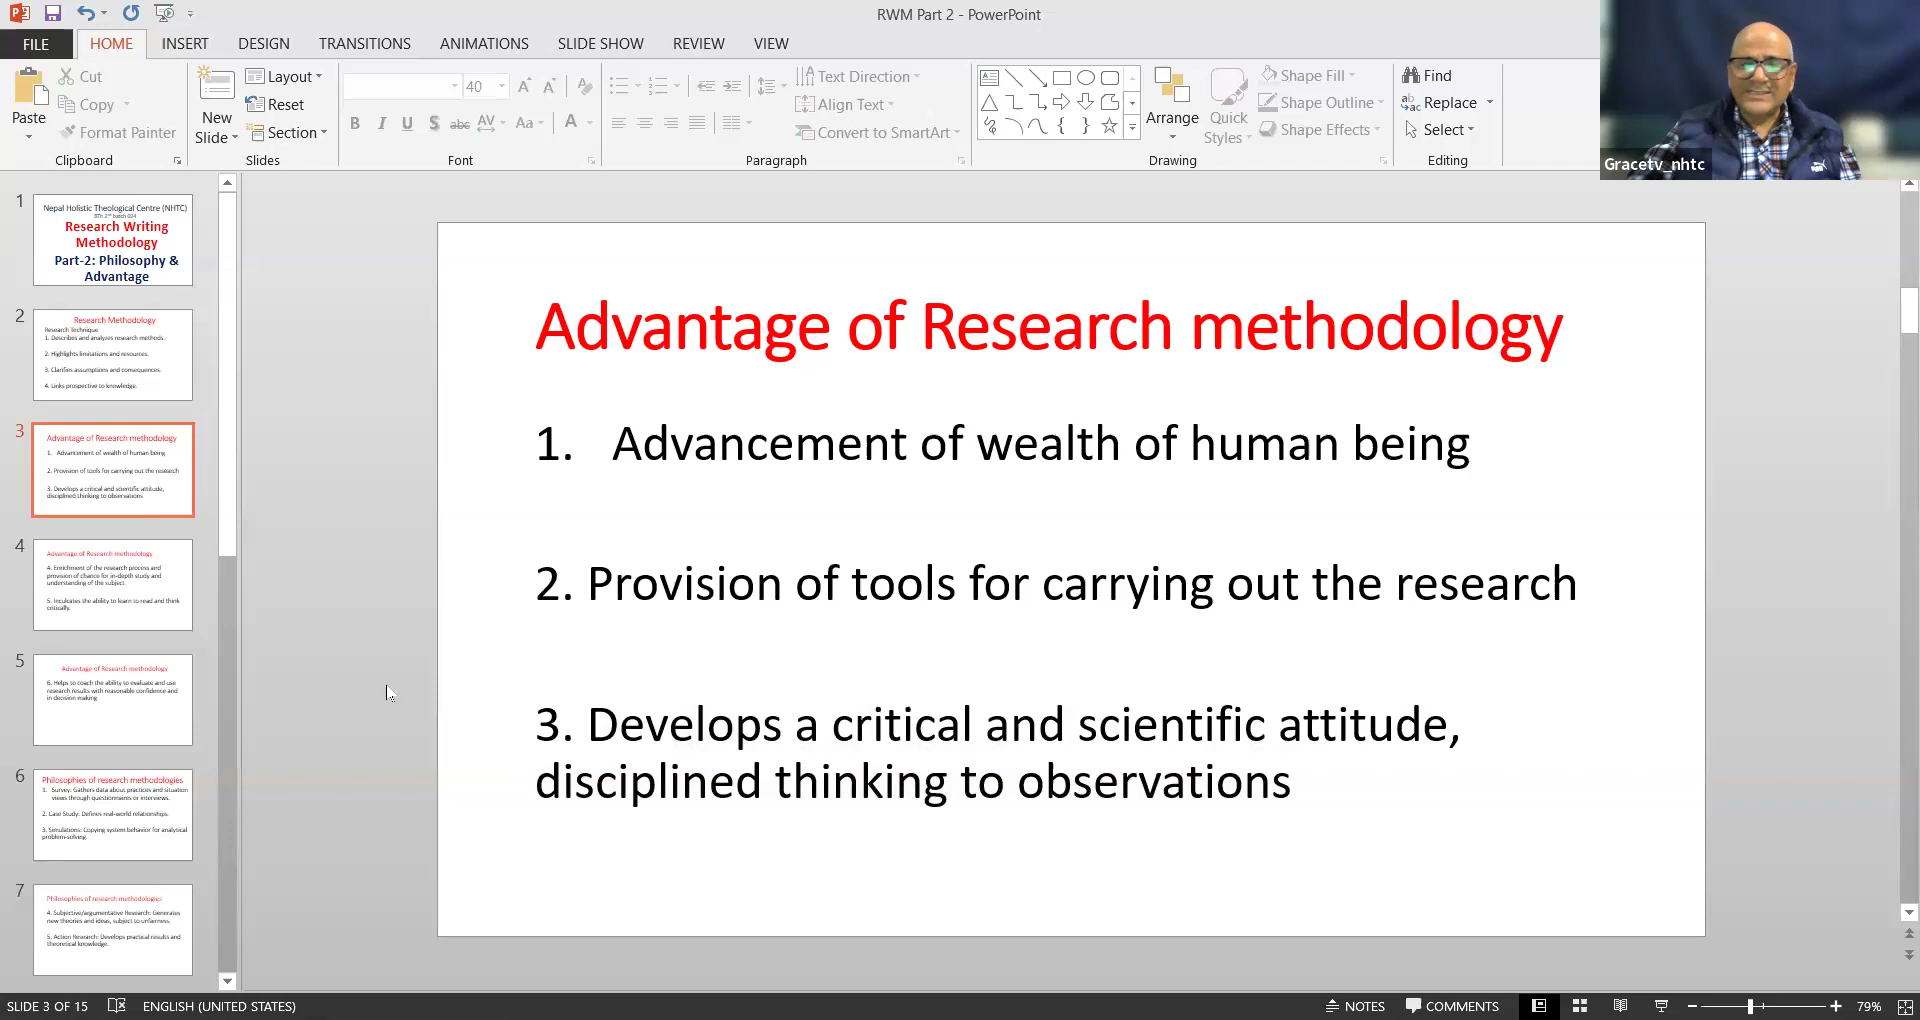 RWM Part 2 - PowerPoint
FILE
HOME
INSERT
DESIGN
TRANSITIONS
ANIMATIONS
SLIDE SHOW
REVIEW
VIEW
Paste
Cut
Copy
Format Painter
Clipboard
New
Slide
Layout
Reset
Section
Slides
40
Font
Text Direction
Align Text
Convert to SmartArt
Paragraph
Arrange
Quick
Styles
Shape Fill
Shape Outline
Shape Effects
Drawing
Find
Replace
Select
Editing
Gracetv_nhtc
1
Nepal Holistic Theological Centre (NHTC)
BTh 2nd batch 024
Research Writing
Methodology
Part-2: Philosophy &
Advantage
2
Research Methodology
Research Technique
1. Describes and analyzes research methods.
2. Highlights limitations and resources.
3. Clarifies assumptions and consequences.
4. Links prospective to knowledge.
3
Advantage of Research methodology
1. Advancement of wealth of human being
2. Provision of tools for carrying out the research
3. Develops a critical and scientific attitude,
disciplined thinking to observations
4
Advantage of Research methodology
4. Enrichment of the research process and
provision of chance for in-depth study and
understanding of the subject
5. Inculcates the ability to learn to read and think
critically.
5
Advantage of Research methodology
6. Helps to coach the ability to evaluate and use
research results with reasonable confidence and
in decision making
6
Philosophies of research methodologies
1. Survey: Gathers data about practices and situation
views through questionnaires or interviews.
2. Case Study: Defines real-world relationships.
3. Simulations: Copying system behavior for analytical
problem-solving.
7
Philosophies of research methodologies
4. Subjective/argumentative Research: Generates
new theories and ideas, subject to unfairness.
5. Action Research: Develops practical results and
theoretical knowledge.
Advantage of Research methodology
1. Advancement of wealth of human being
2. Provision of tools for carrying out the research
3. Develops a critical and scientific attitude,
disciplined thinking to observations
SLIDE 3 OF 15
ENGLISH (UNITED STATES)
NOTES
COMMENTS
79%